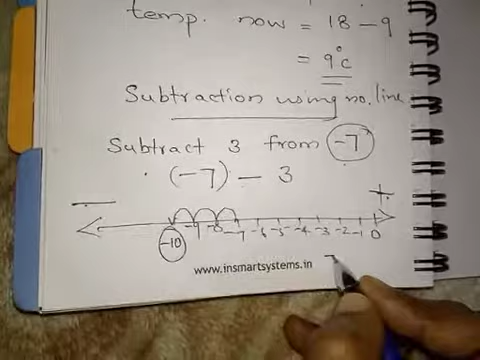 temp. now = 18 - 9
= 9°c
Subtraction using no. line
Subtract 3 from -7
(-7) - 3
— +
-10 -9 -8 -7 -6 -5 -4 -3 -2 -1 0
www.insmartsystems.in